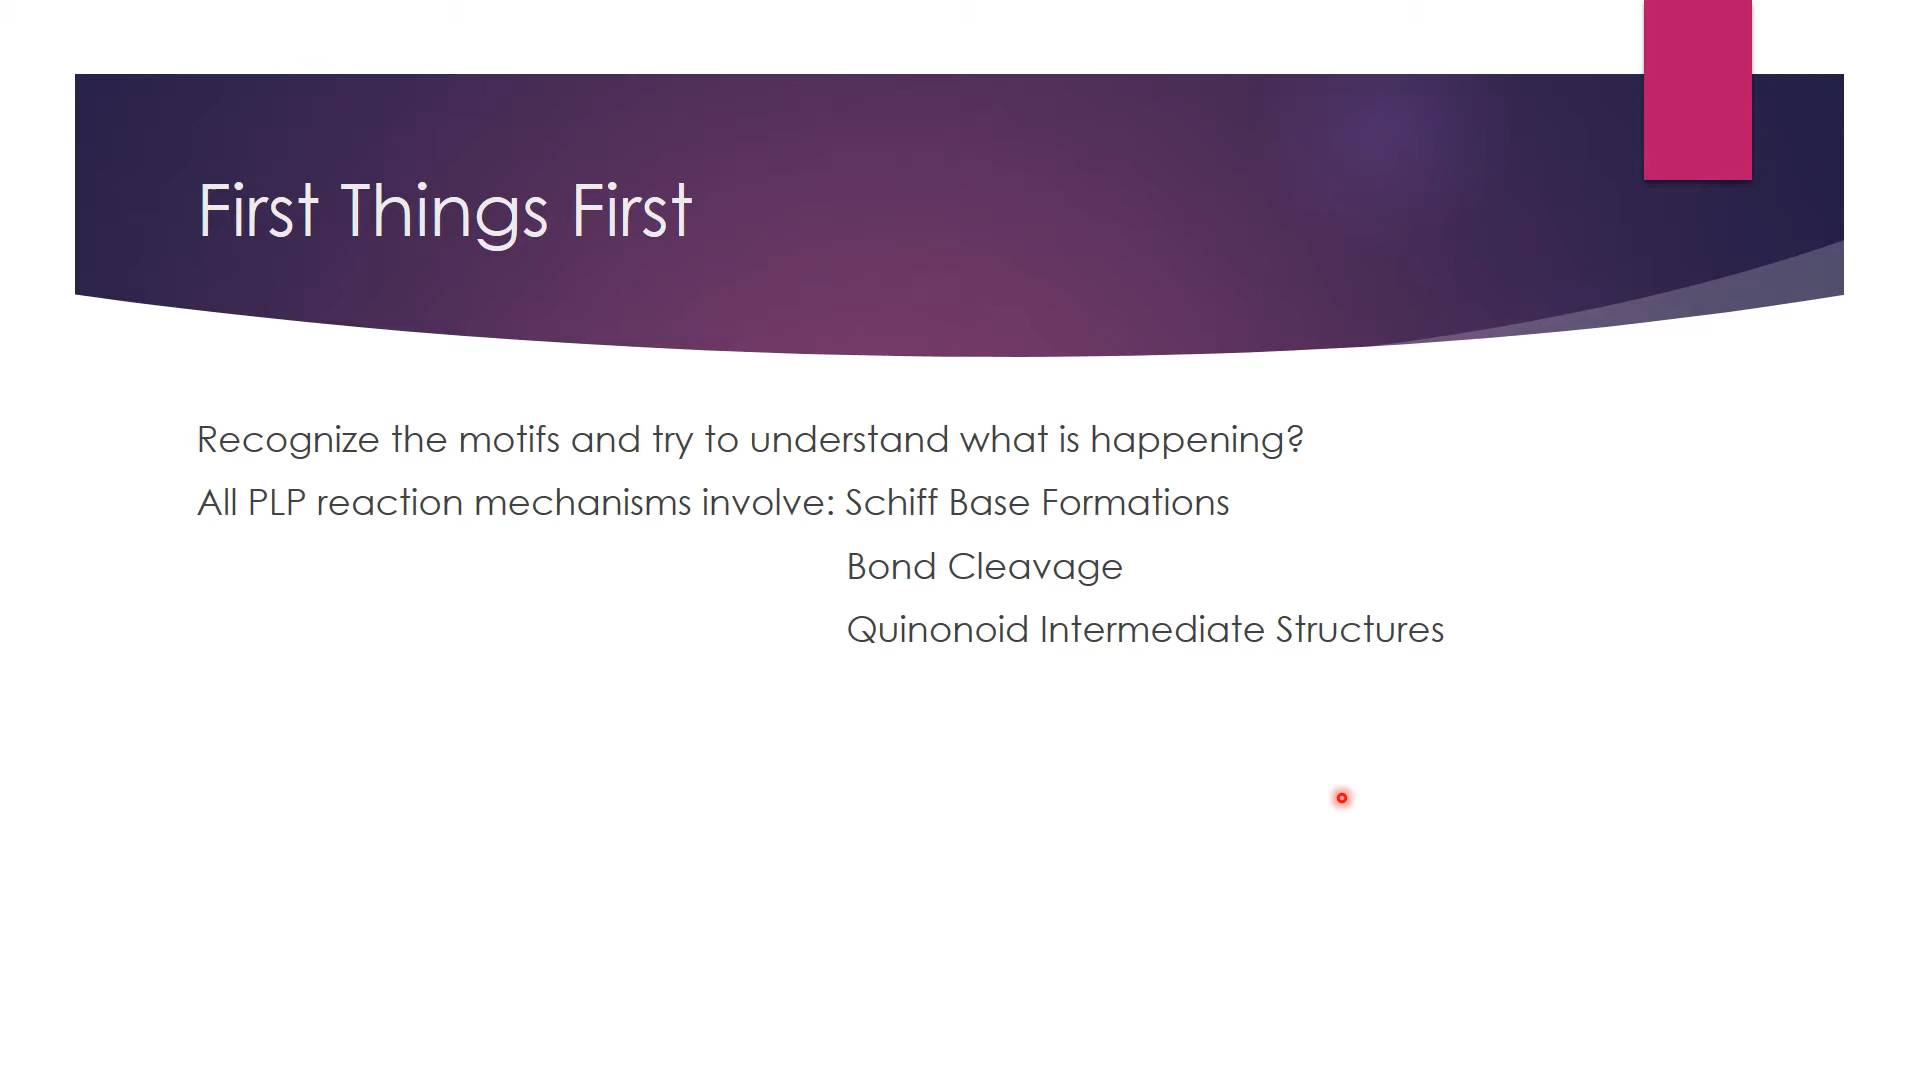 First Things First
Recognize the motifs and try to understand what is happening?
All PLP reaction mechanisms involve: Schiff Base Formations
Bond Cleavage
Quinonoid Intermediate Structures